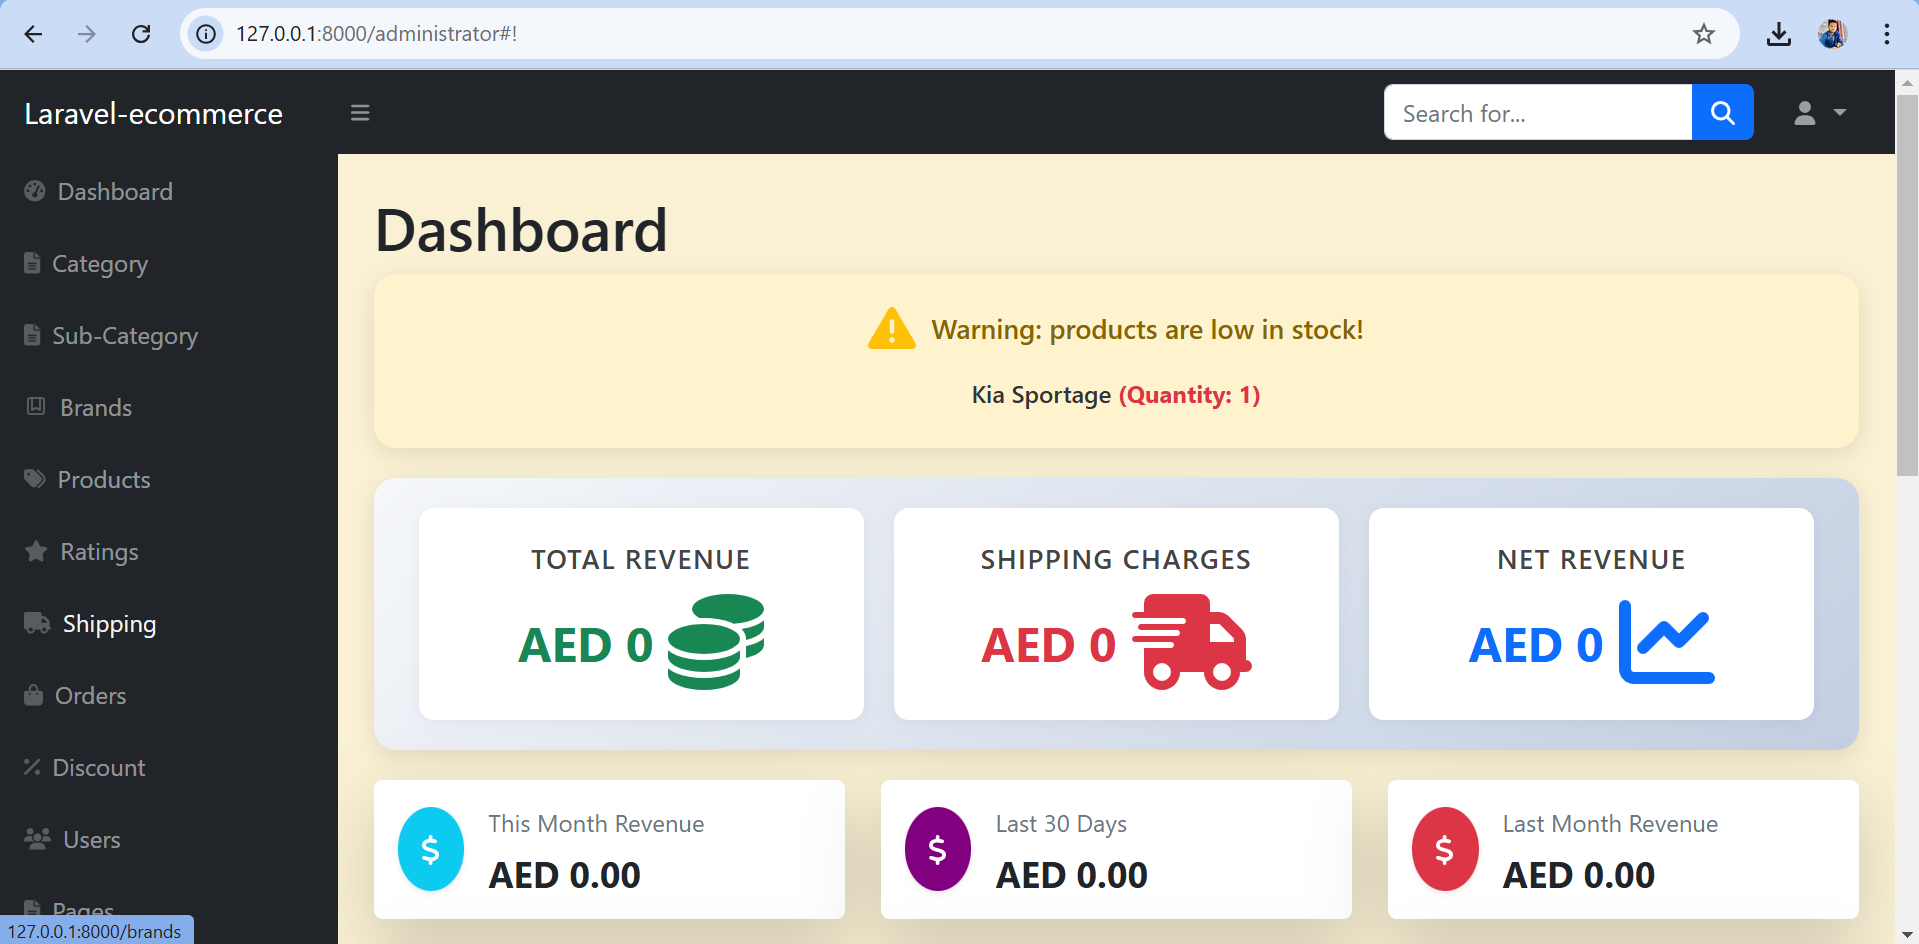 127.0.0.1:8000/administrator#!
Laravel-ecommerce
Search for...
Dashboard
Category
Sub-Category
Brands
Products
Ratings
Shipping
Orders
Discount
Users
Pages
127.0.0.1:8000/brands
Dashboard
Warning: products are low in stock!
Kia Sportage (Quantity: 1)
TOTAL REVENUE
AED 0
SHIPPING CHARGES
AED 0
NET REVENUE
AED 0
$
This Month Revenue
AED 0.00
$
Last 30 Days
AED 0.00
$
Last Month Revenue
AED 0.00